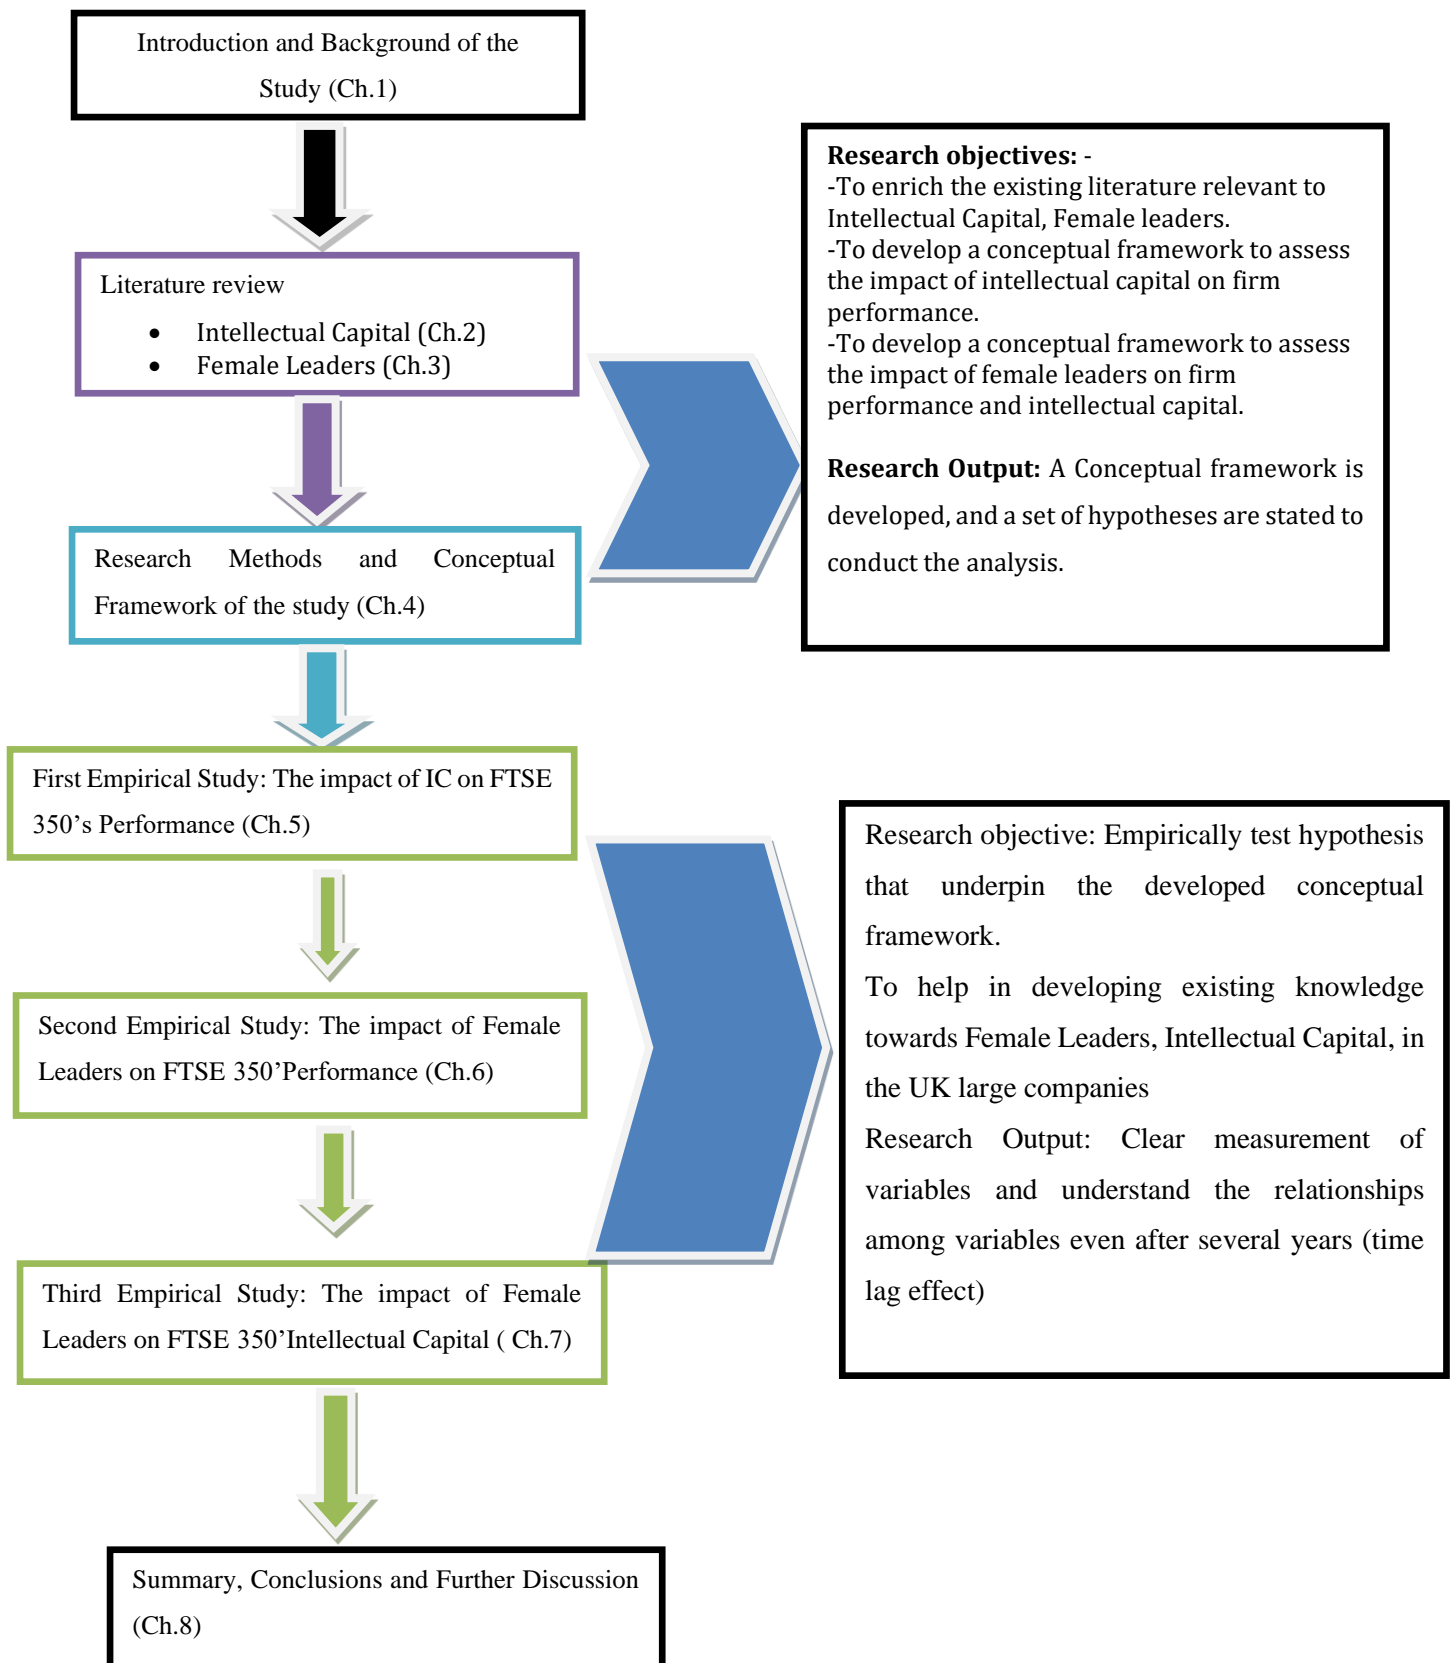 Introduction and Background of the
Study (Ch.1)
Literature review
• Intellectual Capital (Ch.2)
• Female Leaders (Ch.3)
Research Methods and Conceptual
Framework of the study (Ch.4)
Research objectives: -
-To enrich the existing literature relevant to
Intellectual Capital, Female leaders.
-To develop a conceptual framework to assess
the impact of intellectual capital on firm
performance.
-To develop a conceptual framework to assess
the impact of female leaders on firm
performance and intellectual capital.
Research Output: A Conceptual framework is
developed, and a set of hypotheses are stated to
conduct the analysis.
First Empirical Study: The impact of IC on FTSE
350’s Performance (Ch.5)
Second Empirical Study: The impact of Female
Leaders on FTSE 350’Performance (Ch.6)
Third Empirical Study: The impact of Female
Leaders on FTSE 350’Intellectual Capital ( Ch.7)
Research objective: Empirically test hypothesis
that underpin the developed conceptual
framework.
To help in developing existing knowledge
towards Female Leaders, Intellectual Capital, in
the UK large companies
Research Output: Clear measurement of
variables and understand the relationships
among variables even after several years (time
lag effect)
Summary, Conclusions and Further Discussion
(Ch.8)